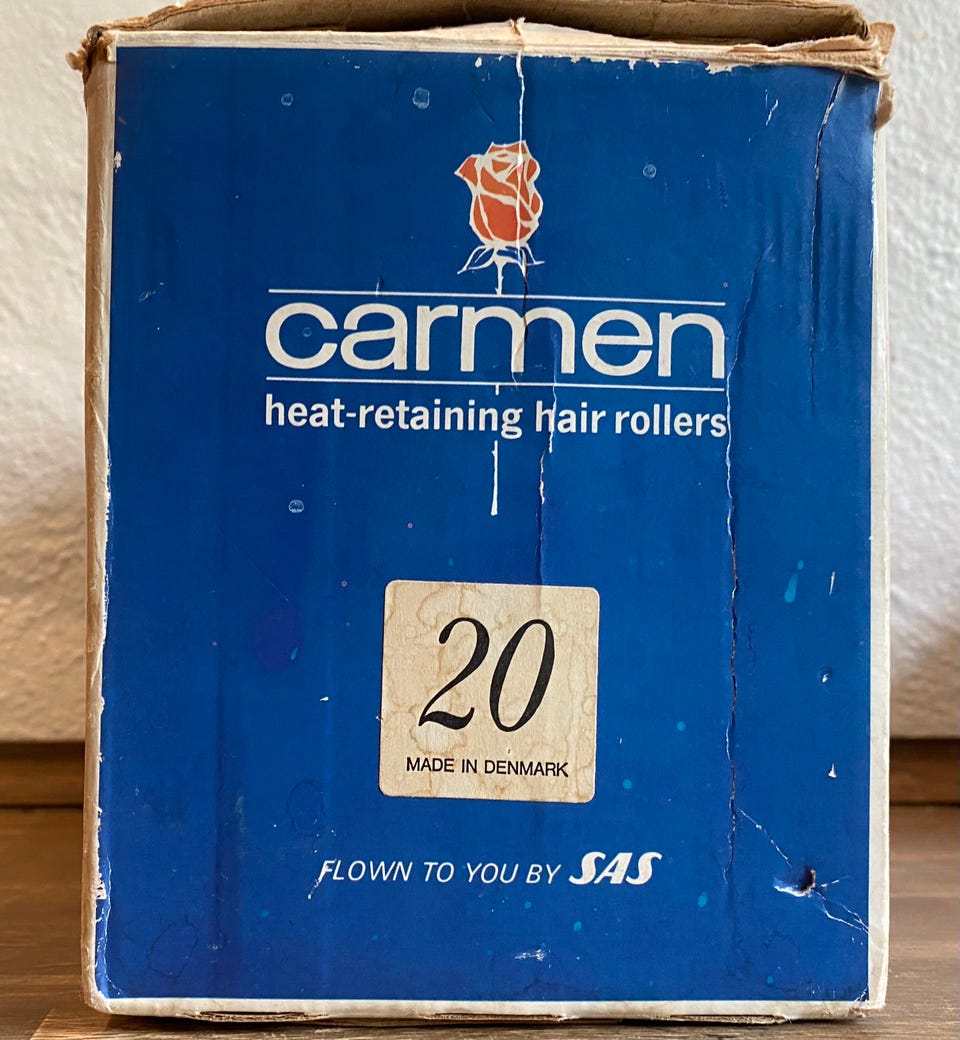 carmen
heat-retaining hair rollers
20
MADE IN DENMARK
FLOWN TO YOU BY SAS